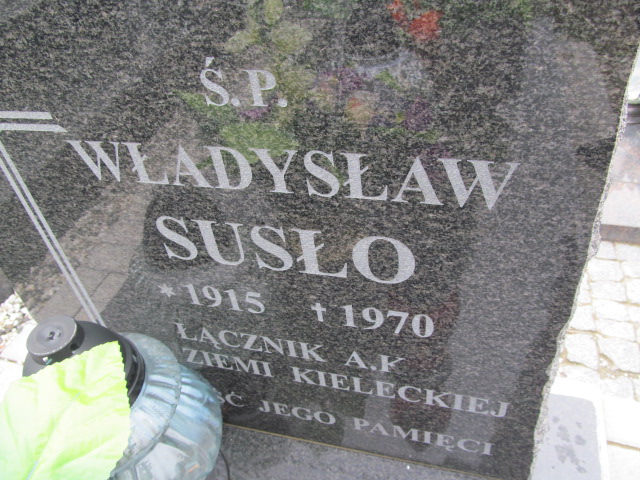 Ś.P.
WŁADYSŁAW
SUSŁO
*1915 †1970
ŁĄCZNIK A.K
ZIEMI KIELECKIEJ
JEGO PAMIĘCI